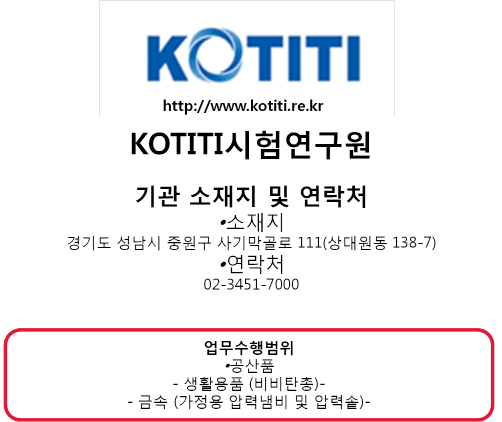 KOTITI
http://www.kotiti.re.kr
KOTITI시험연구원
기관 소재지 및 연락처
•소재지
경기도 성남시 중원구 사기막골로 111(상대원동 138-7)
•연락처
02-3451-7000
업무수행범위
•공산품
- 생활용품 (비비탄총)-
- 금속 (가정용 압력냄비 및 압력솥)-